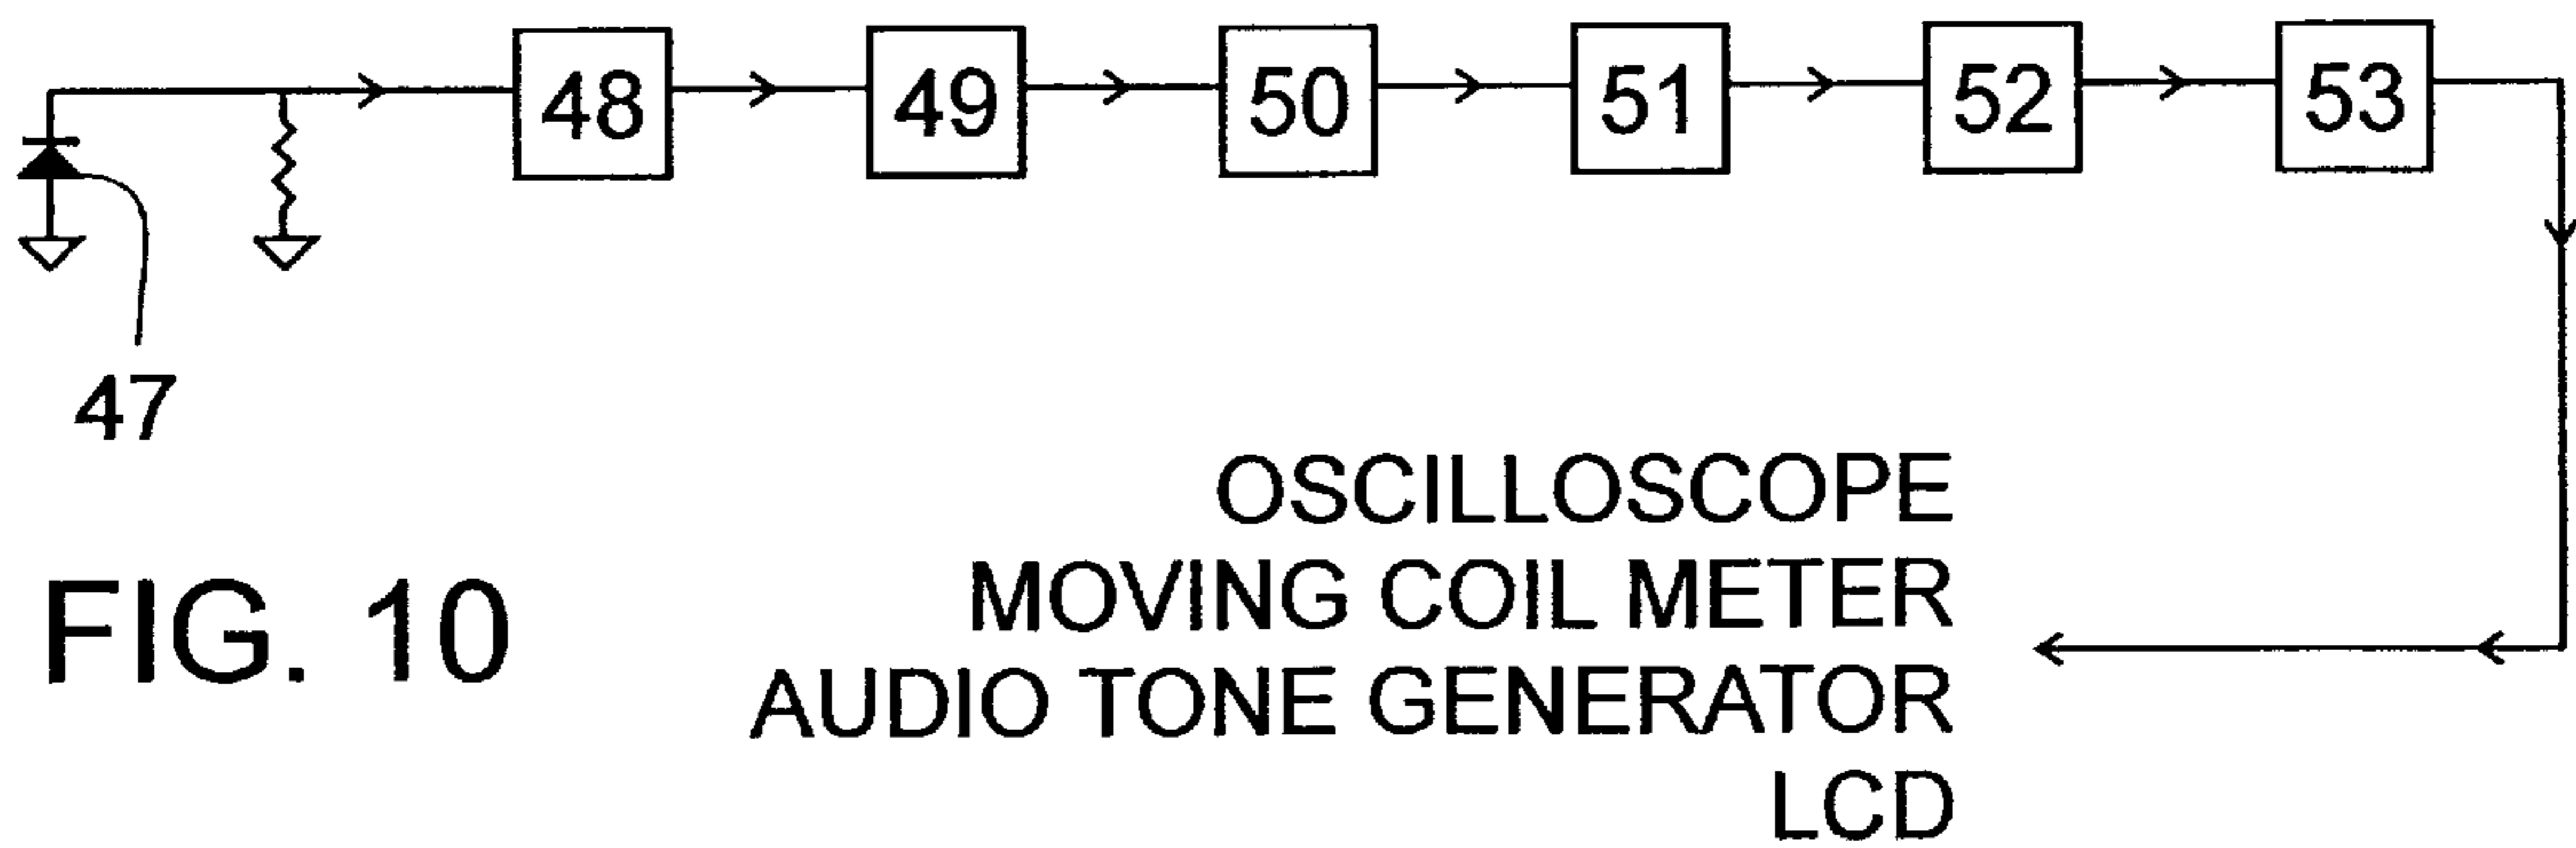 48 49 50 51 52 53
47
OSCILLOSCOPE
MOVING COIL METER
AUDIO TONE GENERATOR
LCD
FIG. 10